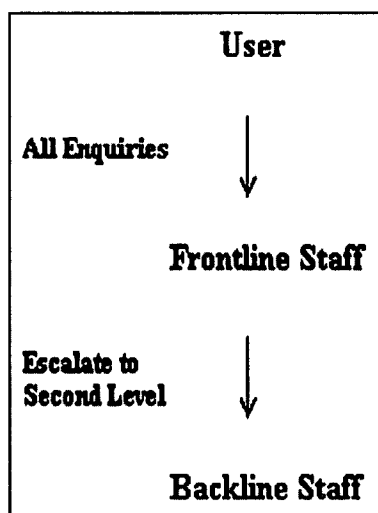 User
All Enquiries
Frontline Staff
Escalate to
Second Level
Backline Staff